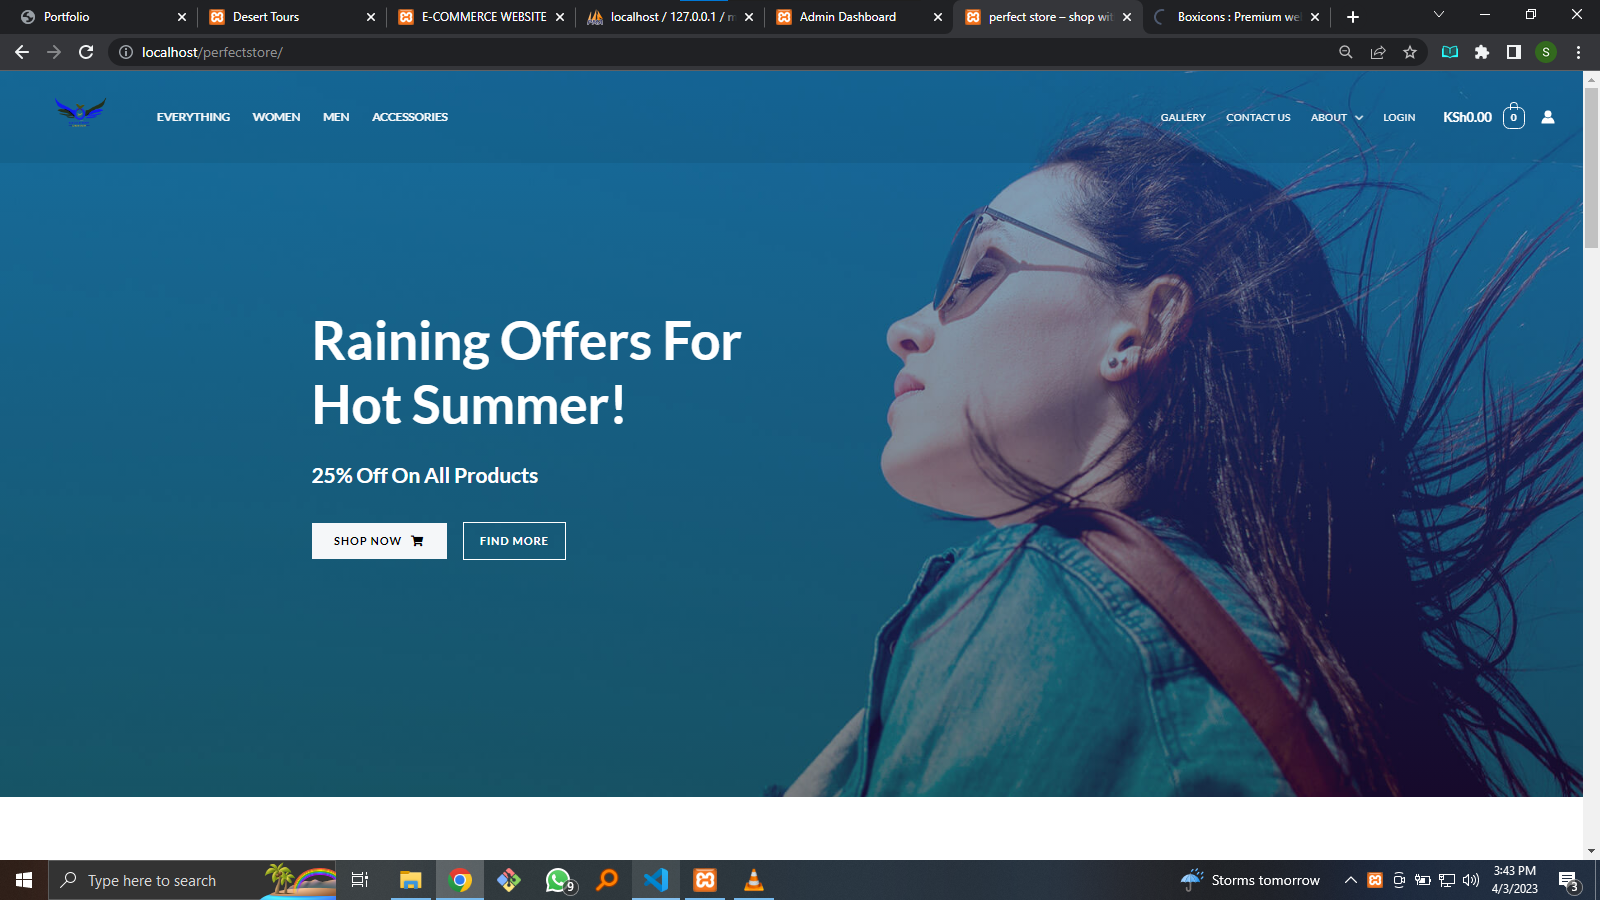 Portfolio
Desert Tours
E-COMMERCE WEBSITE
localhost / 127.0.0.1 / m
Admin Dashboard
perfect store – shop wit
Boxicons : Premium we
localhost/perfectstore/
S
EVERYTHING
WOMEN
MEN
ACCESSORIES
GALLERY
CONTACT US
ABOUT
LOGIN
KSh0.00
0
Raining Offers For
Hot Summer!
25% Off On All Products
SHOP NOW
FIND MORE
Type here to search
9
Storms tomorrow
3:43 PM
4/3/2023
3